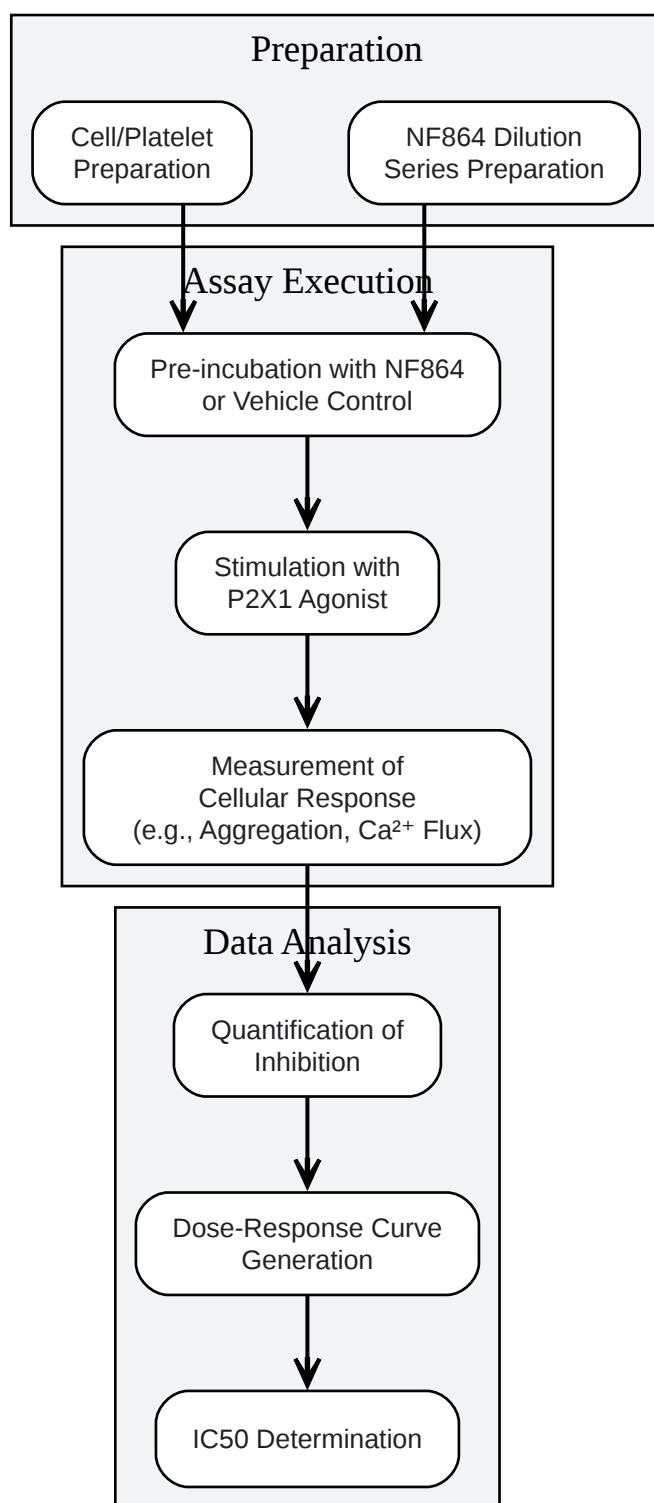 Preparation
Cell/Platelet
Preparation
NF864 Dilution
Series Preparation
Assay Execution
Pre-incubation with NF864
or Vehicle Control
Stimulation with
P2X1 Agonist
Measurement of
Cellular Response
(e.g., Aggregation, Ca²⁺ Flux)
Data Analysis
Quantification of
Inhibition
Dose-Response Curve
Generation
IC50 Determination